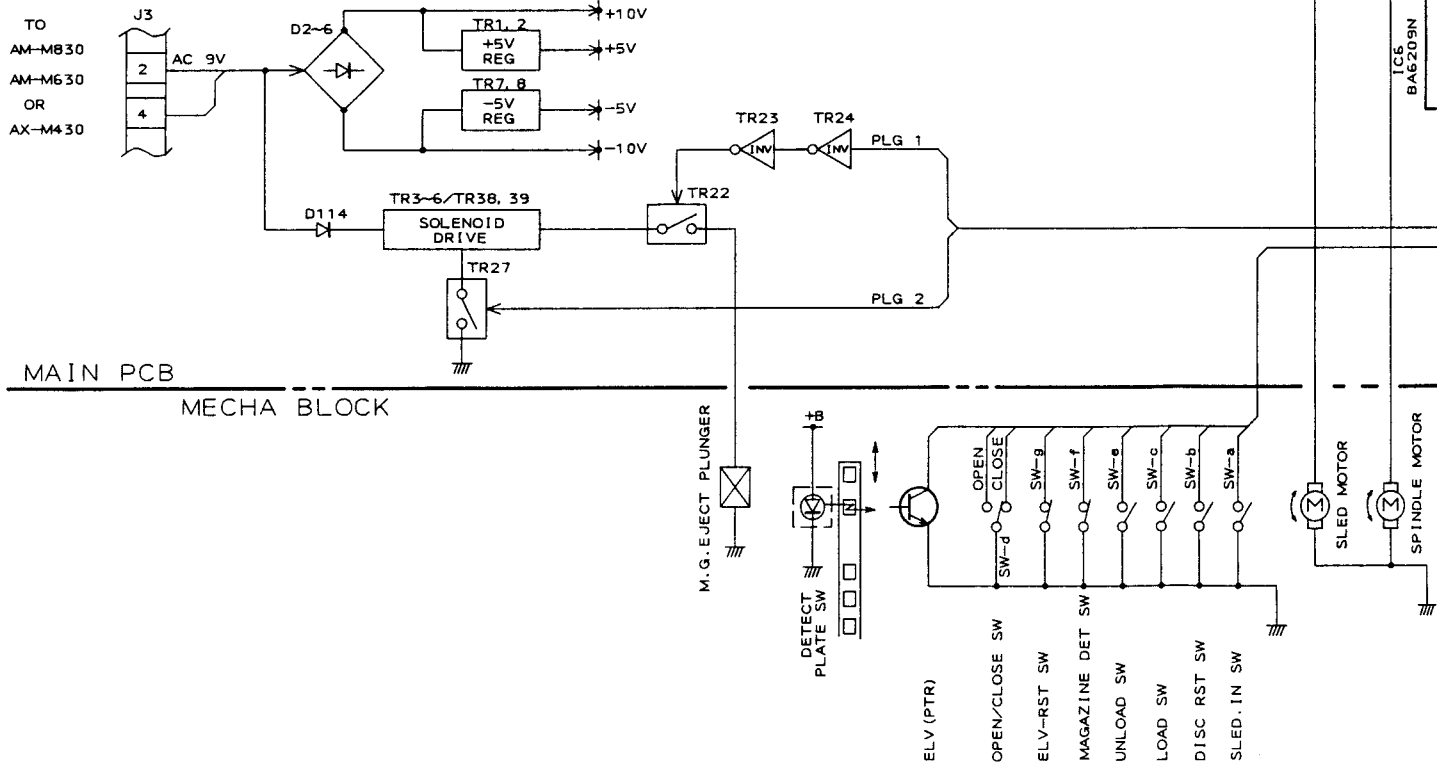 TO
AM-M830
AM-M630
OR
AX-M430
J3
2
4
AC 9V
D2~6
TR1, 2
+5V
REG
TR7, 8
-5V
REG
+10V
+5V
-5V
-10V
TR23
TR24
INV
INV
PLG 1
IC6
BA6209N
D114
TR3~6/TR38, 39
SOLENOID
DRIVE
TR22
TR27
PLG 2
MAIN PCB
MECHA BLOCK
M.G. EJECT PLUNGER
+B
DETECT
PLATE SW
OPEN
CLOSE
SW-d
SW-g
SW-f
SW-e
SW-c
SW-b
SW-a
M
SLED MOTOR
M
SPINDLE MOTOR
ELV (PTR)
OPEN/CLOSE SW
ELV-RST SW
MAGAZINE DET SW
UNLOAD SW
LOAD SW
DISC RST SW
SLED.IN SW